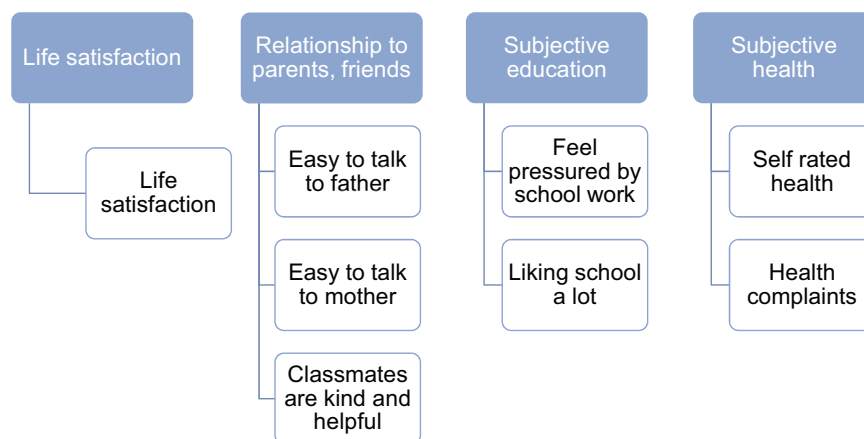 Life satisfaction
Life
satisfaction
Relationship to
parents, friends
Easy to talk
to father
Easy to talk
to mother
Classmates
are kind and
helpful
Subjective
education
Feel
pressured by
school work
Liking school
a lot
Subjective
health
Self rated
health
Health
complaints